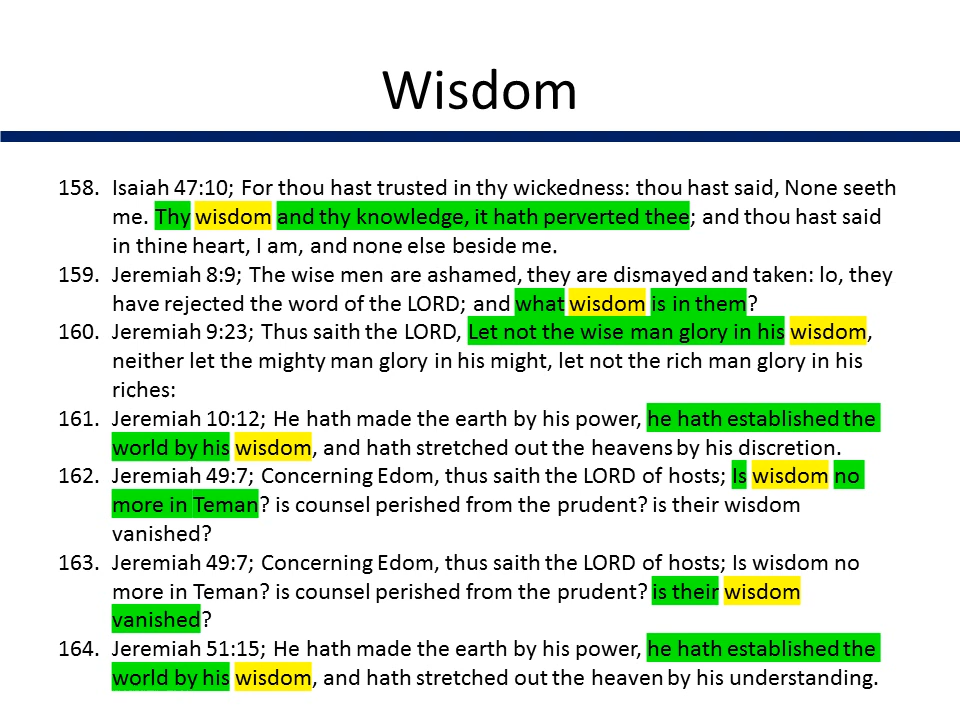 Wisdom
158. Isaiah 47:10; For thou hast trusted in thy wickedness: thou hast said, None seeth
me. Thy wisdom and thy knowledge, it hath perverted thee; and thou hast said
in thine heart, I am, and none else beside me.
159. Jeremiah 8:9; The wise men are ashamed, they are dismayed and taken: lo, they
have rejected the word of the LORD; and what wisdom is in them?
160. Jeremiah 9:23; Thus saith the LORD, Let not the wise man glory in his wisdom,
neither let the mighty man glory in his might, let not the rich man glory in his
riches:
161. Jeremiah 10:12; He hath made the earth by his power, he hath established the
world by his wisdom, and hath stretched out the heavens by his discretion.
162. Jeremiah 49:7; Concerning Edom, thus saith the LORD of hosts; Is wisdom no
more in Teman? is counsel perished from the prudent? is their wisdom
vanished?
163. Jeremiah 49:7; Concerning Edom, thus saith the LORD of hosts; Is wisdom no
more in Teman? is counsel perished from the prudent? is their wisdom
vanished?
164. Jeremiah 51:15; He hath made the earth by his power, he hath established the
world by his wisdom, and hath stretched out the heaven by his understanding.